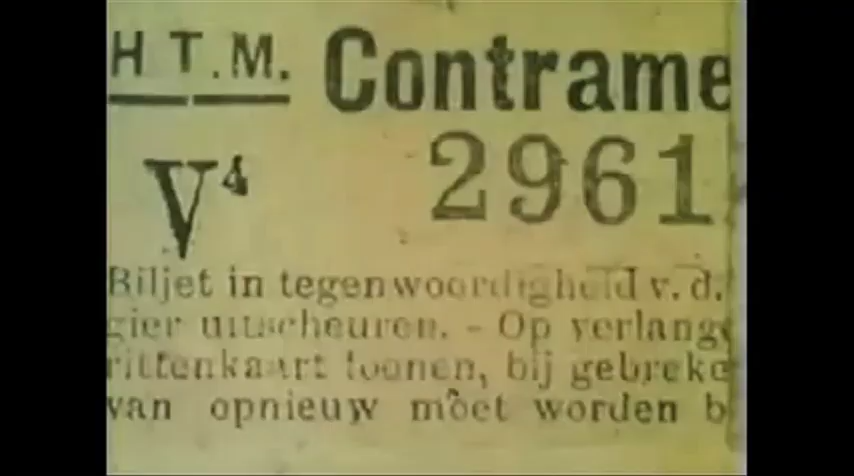 H T.M. Contrame
V4 2961
Biljet in tegenwoordigheid v. d.
gier uitscheuren. - Op verlang
rittenkaart toonen, bij gebreke
van opnieuw moet worden b